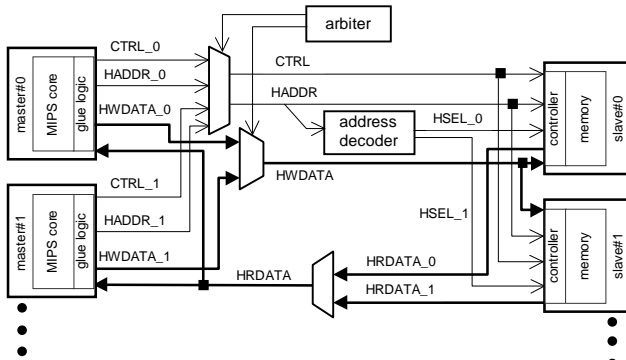 arbiter
CTRL_0
HADDR_0
HWDATA_0
master#0
MIPS core
glue logic
CTRL
HADDR
address
decoder
HSEL_0
controller
memory
slave#0
HWDATA
CTRL_1
HADDR_1
HWDATA_1
master#1
MIPS core
glue logic
HSEL_1
HRDATA
HRDATA_0
HRDATA_1
controller
memory
slave#1